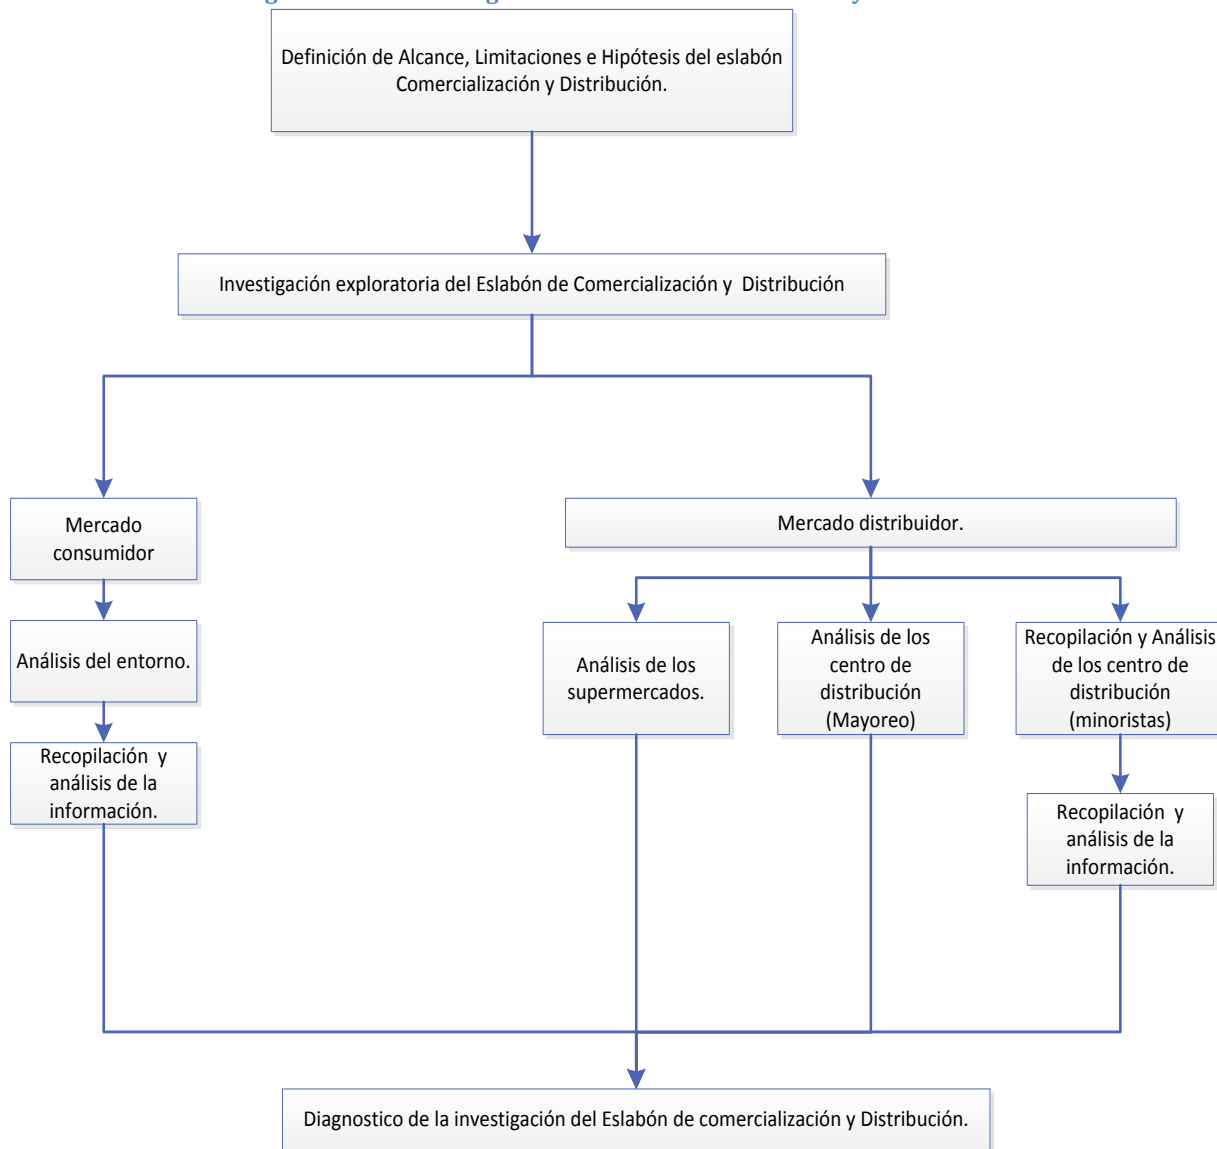 Definición de Alcance, Limitaciones e Hipótesis del eslabón
Comercialización y Distribución.
Investigación exploratoria del Eslabón de Comercialización y Distribución
Mercado
consumidor
Mercado distribuidor.
Análisis del entorno.
Análisis de los
supermercados.
Análisis de los
centro de
distribución
(Mayoreo)
Recopilación y Análisis
de los centro de
distribución
(minoristas)
Recopilación y
análisis de la
información.
Recopilación y
análisis de la
información.
Diagnostico de la investigación del Eslabón de comercialización y Distribución.